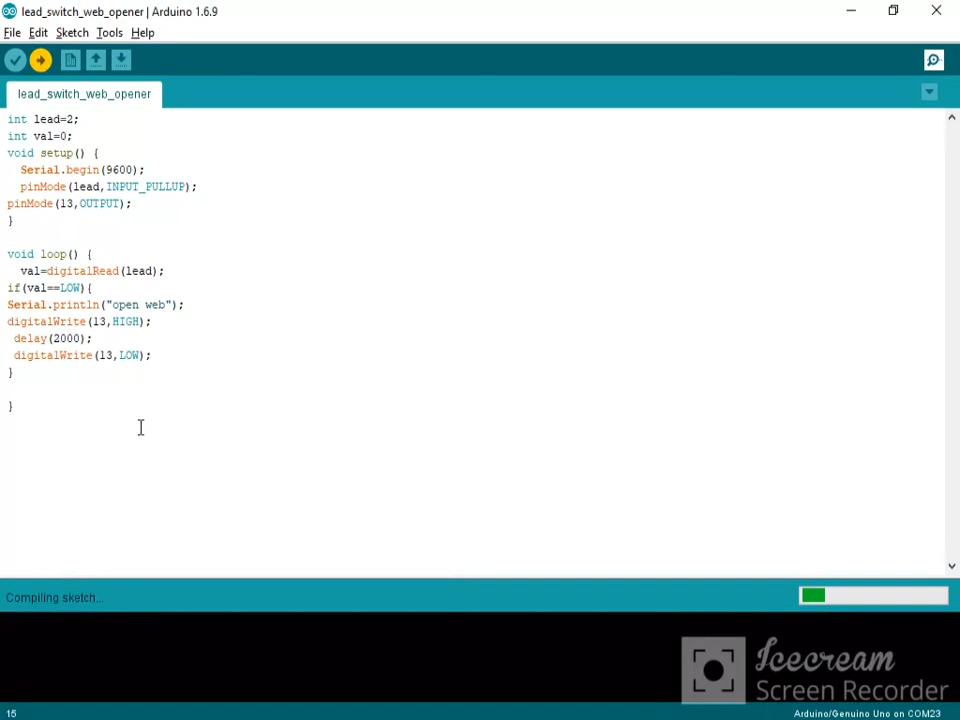 lead_switch_web_opener | Arduino 1.6.9
File Edit Sketch Tools Help
lead_switch_web_opener
int lead=2;
int val=0;
void setup() {
  Serial.begin(9600);
  pinMode(lead,INPUT_PULLUP);
pinMode(13,OUTPUT);
}
void loop() {
  val=digitalRead(lead);
if(val==LOW){
Serial.println("open web");
digitalWrite(13,HIGH);
 delay(2000);
 digitalWrite(13,LOW);
}
}
Compiling sketch...
Icecream
Screen Recorder
15 Arduino/Genuino Uno on COM23